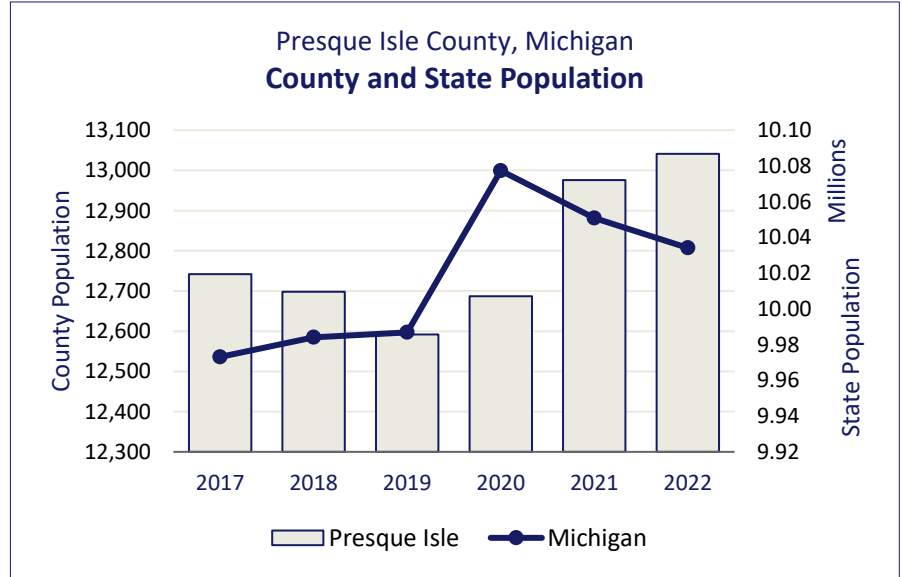 Presque Isle County, Michigan
County and State Population
County Population
13,100
13,000
12,900
12,800
12,700
12,600
12,500
12,400
12,300
10.10
10.08
10.06
10.04
10.02
10.00
9.98
9.96
9.94
9.92
Millions
State Population
2017 2018 2019 2020 2021 2022
Presque Isle Michigan